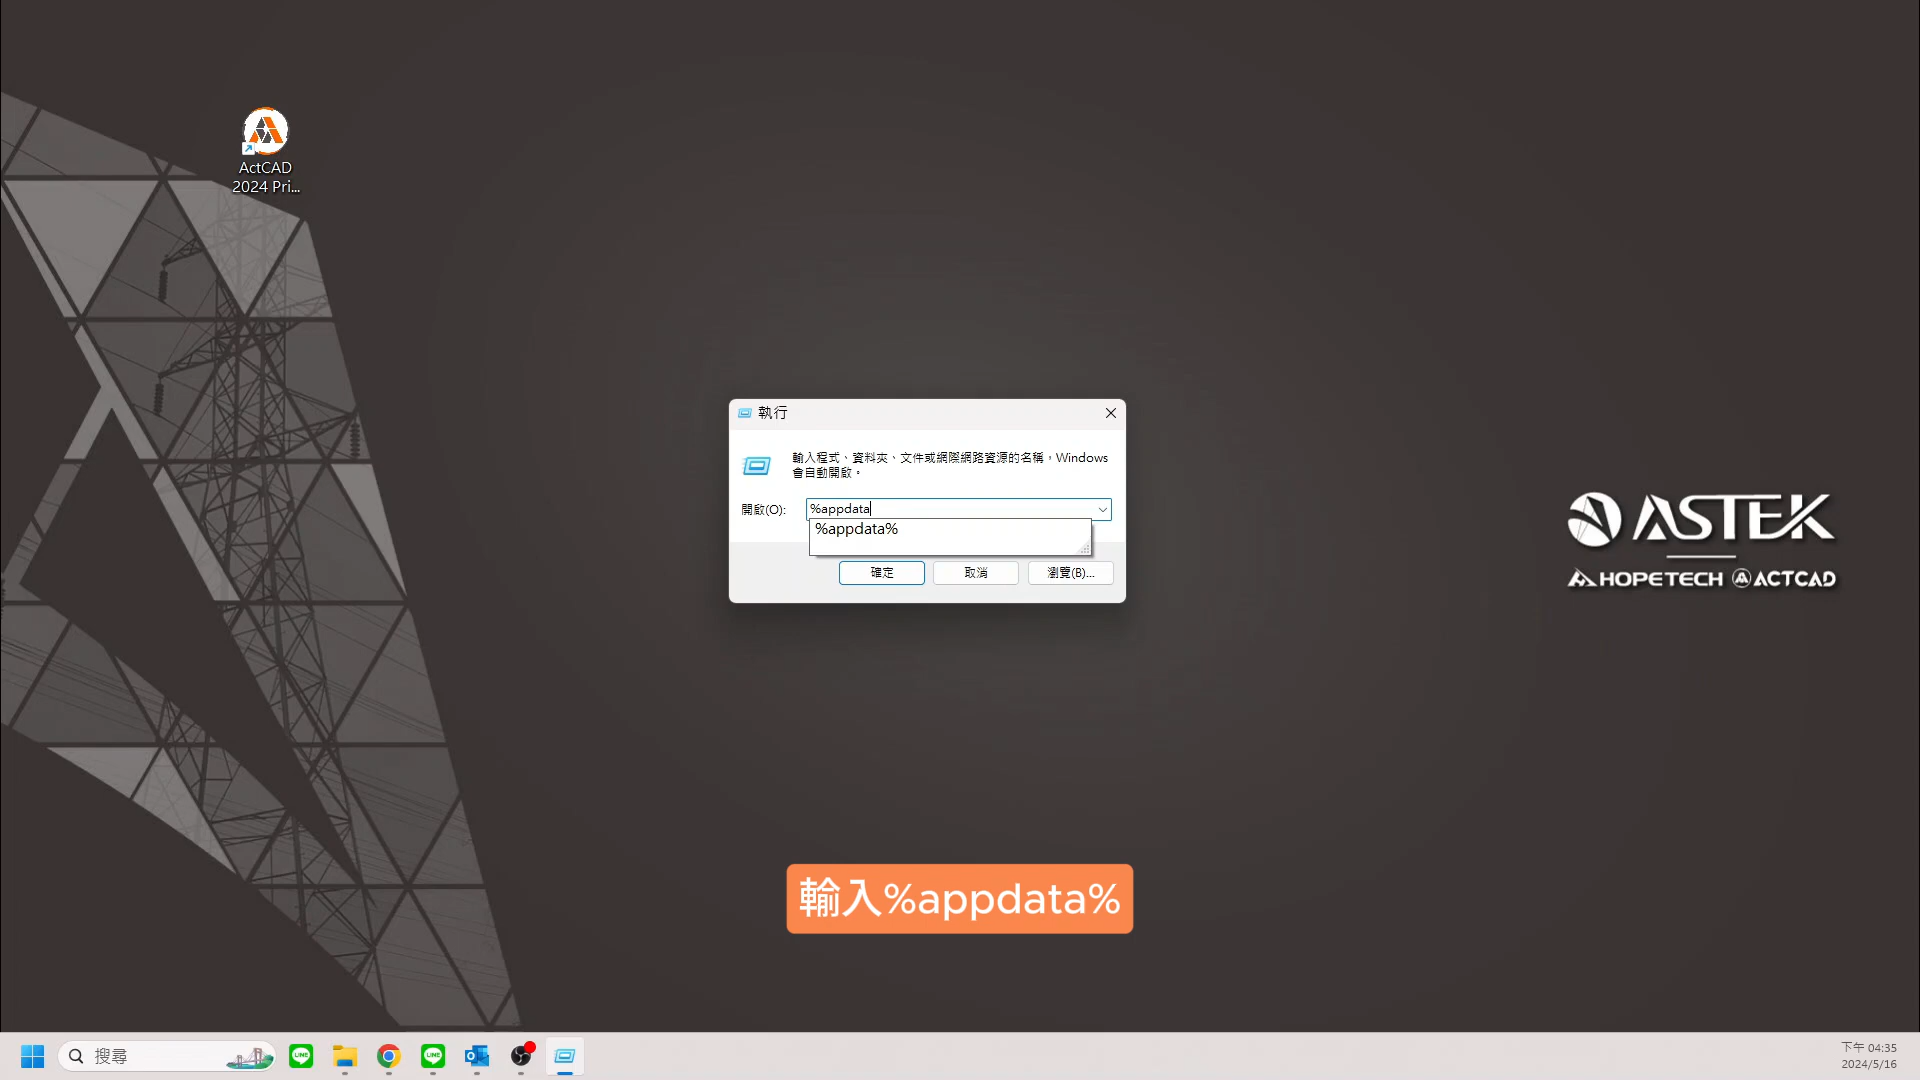 ActCAD
2024 Pri...
執行
輸入程式、資料夾、文件或網際網路資源的名稱，Windows
會自動開啟。
開啟(O):
%appdata
%appdata%
確定
取消
瀏覽(B)...
ASTEK
HOPETECH ACTCAD
輸入%appdata%
搜尋
LINE
LINE
下午 04:35
2024/5/16